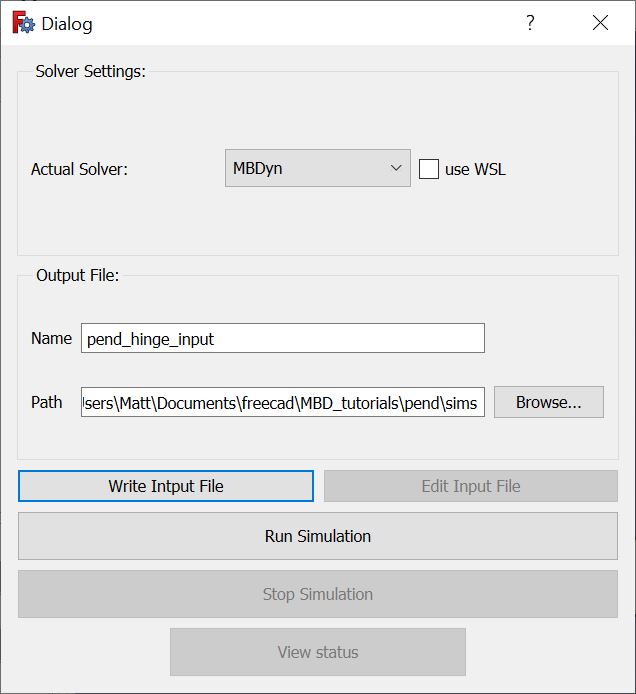 Dialog
?
Solver Settings:
Actual Solver: MBDyn use WSL
Output File:
Name pend_hinge_input
Path sers\Matt\Documents\freecad\MBD_tutorials\pend\sims Browse...
Write Intput File Edit Input File
Run Simulation
Stop Simulation
View status